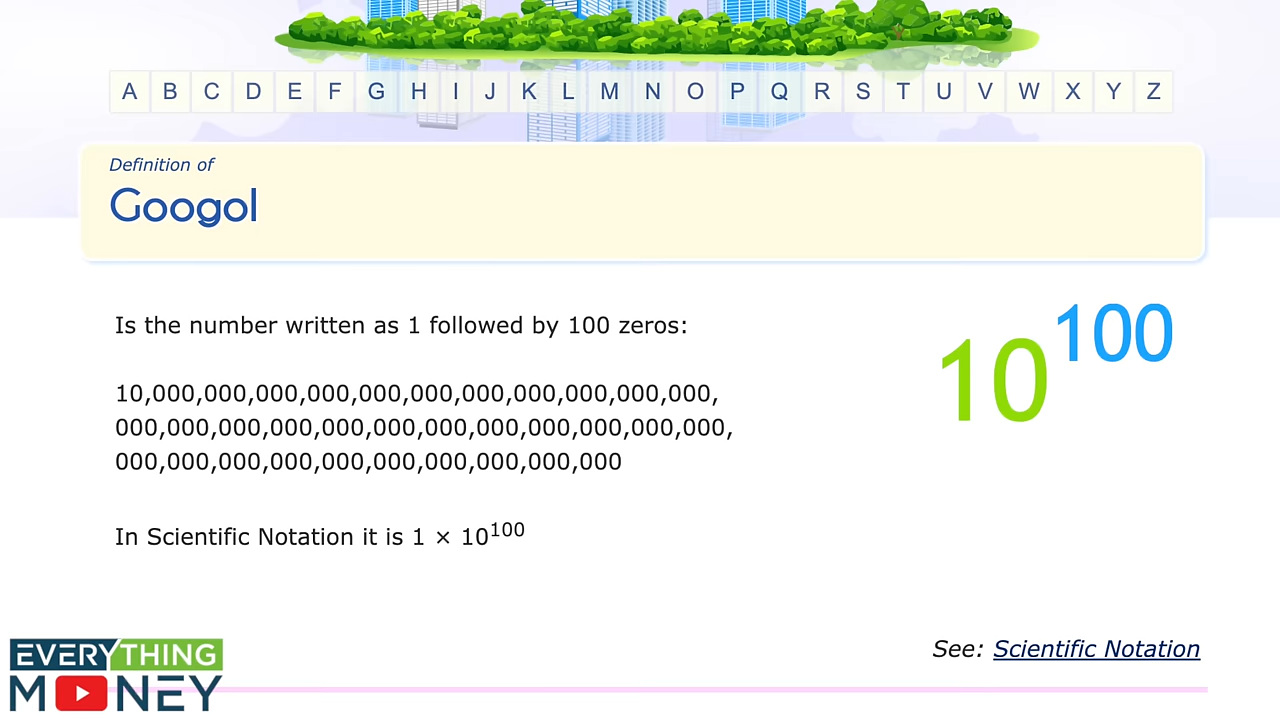 A B C D E F G H I J K L M N O P Q R S T U V W X Y Z
Definition of
Googol
Is the number written as 1 followed by 100 zeros:
10,000,000,000,000,000,000,000,000,000,000,000,
000,000,000,000,000,000,000,000,000,000,000,000,
000,000,000,000,000,000,000,000,000,000
10¹⁰⁰
In Scientific Notation it is 1 × 10¹⁰⁰
See: Scientific Notation
EVERYTHING
MONEY